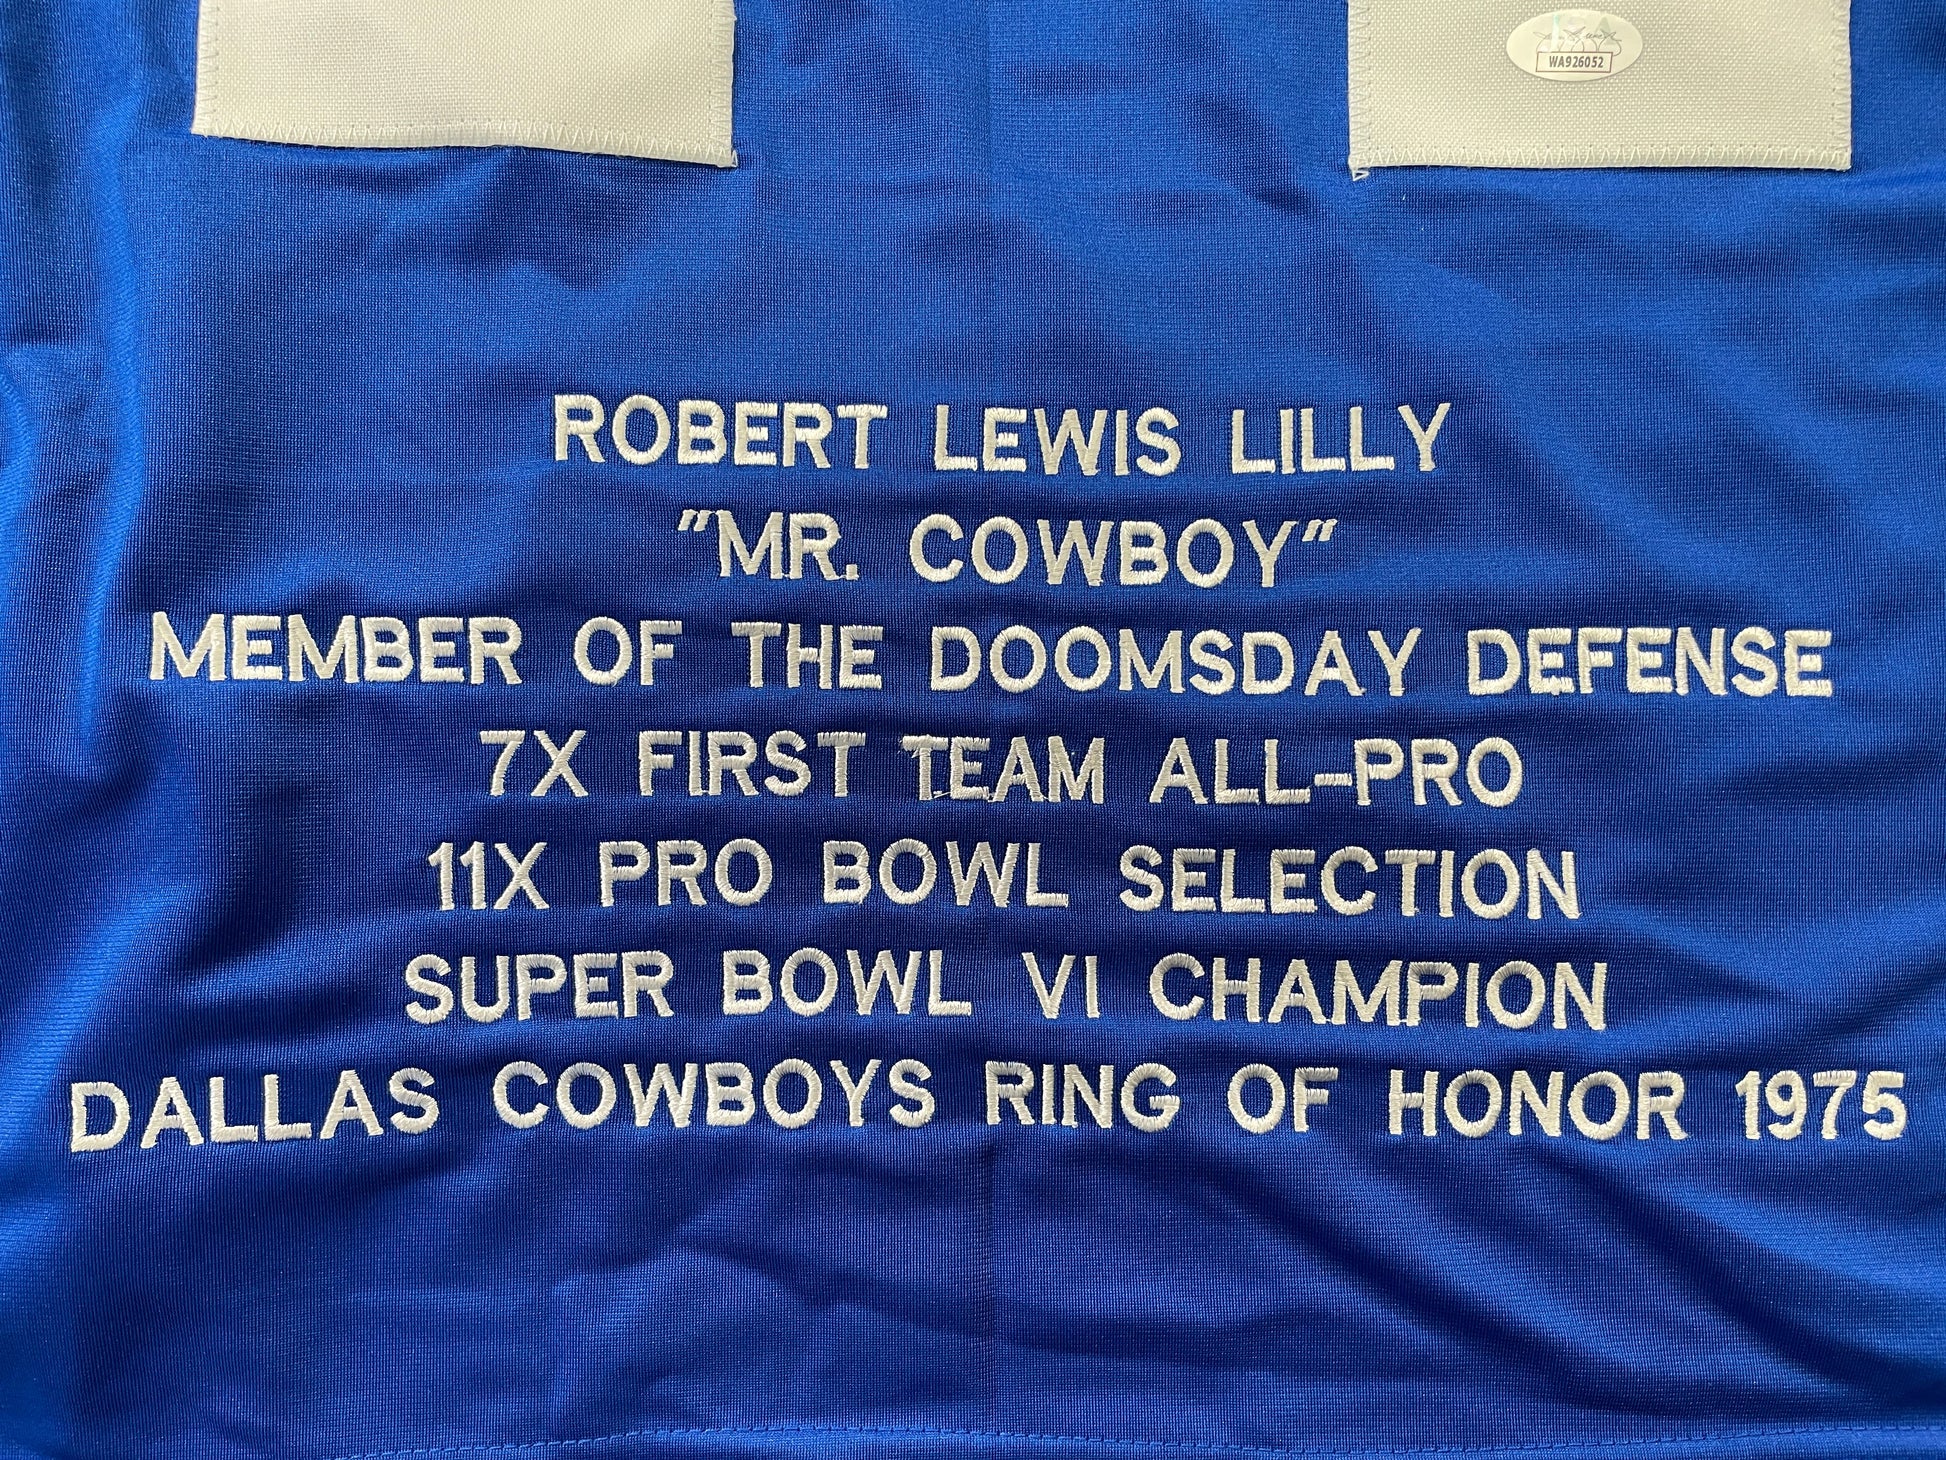 WA926052
ROBERT LEWIS LILLY
"MR. COWBOY"
MEMBER OF THE DOOMSDAY DEFENSE
7X FIRST TEAM ALL-PRO
11X PRO BOWL SELECTION
SUPER BOWL VI CHAMPION
DALLAS COWBOYS RING OF HONOR 1975